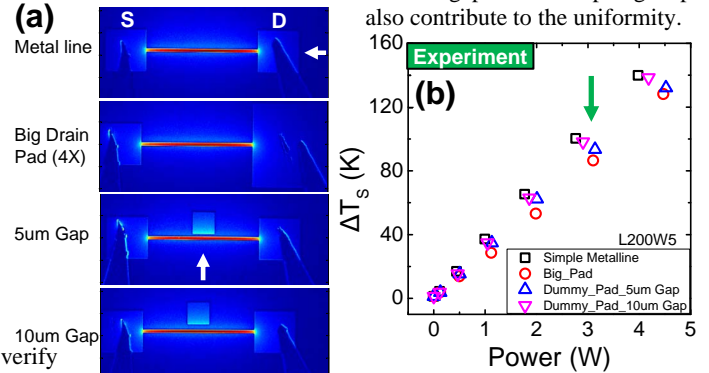 also contribute to the uniformity.
(a)
S
D
Metal line
Big Drain
Pad (4X)
5um Gap
10um Gap
verify
Experiment
(b)
160
120
80
40
0
ΔTS (K)
L200W5
Simple Metalline
Big_Pad
Dummy_Pad_5um Gap
Dummy_Pad_10um Gap
0 1 2 3 4 5
Power (W)